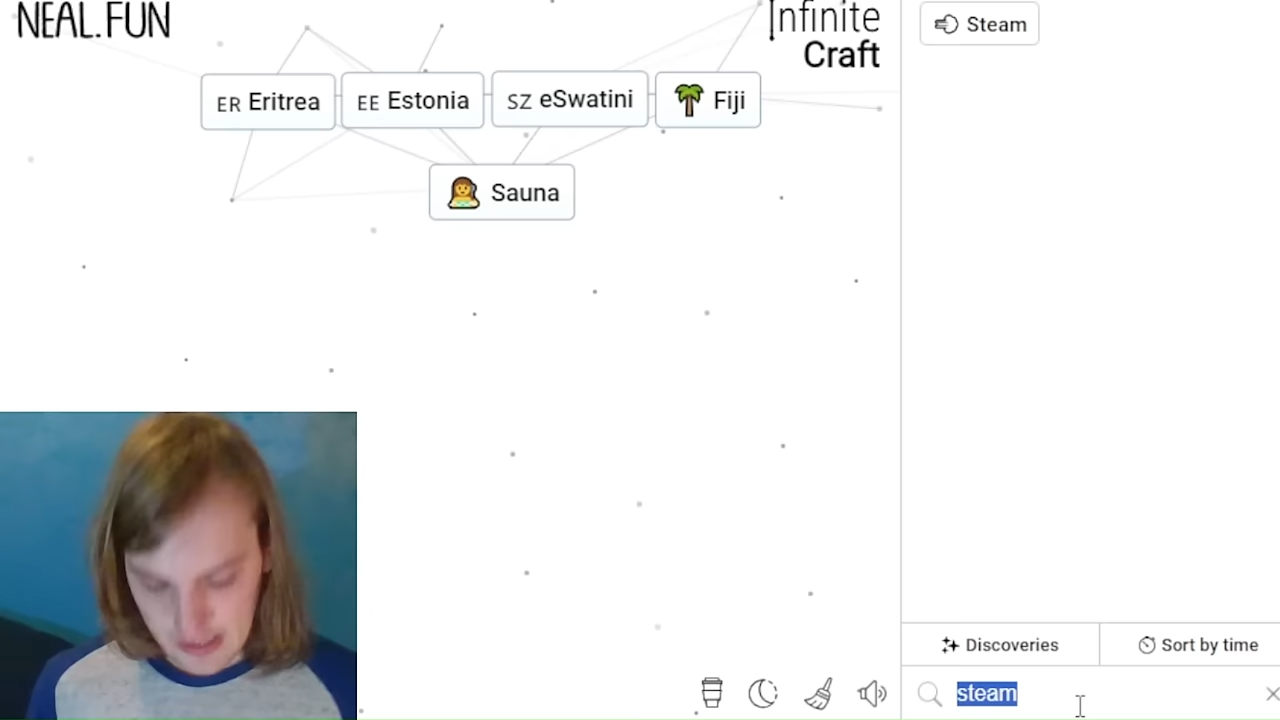 NEAL.FUN
Infinite
Craft
Steam
ER Eritrea
EE Estonia
SZ eSwatini
Fiji
Sauna
Discoveries
Sort by time
steam